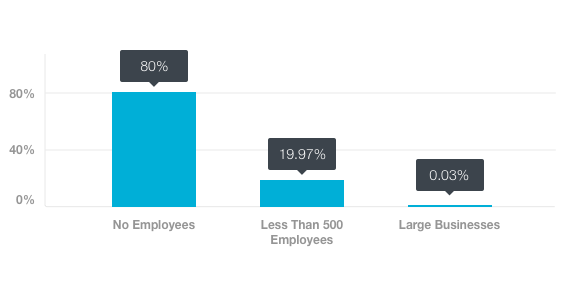 80%
19.97%
0.03%
80%
40%
0%
No Employees
Less Than 500
Employees
Large Businesses